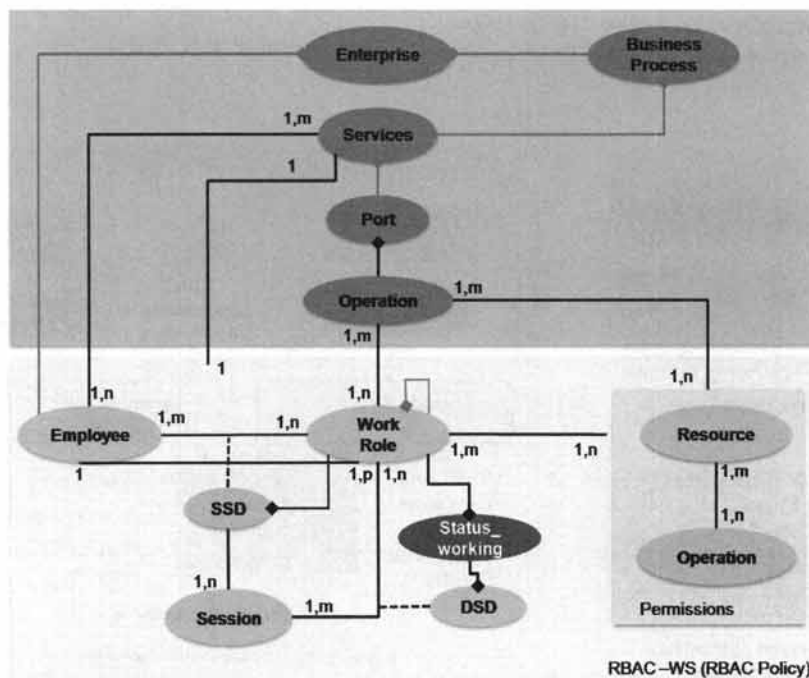 Enterprise
Business
Process
1,m
Services
1
Port
Operation
1,m
1,m
1
1,n
1,n
1,n
Employee
1,m
1,n
Work
Role
1,m
1,n
Resource
1
1,p
1,n
1,m
SSD
Status_
working
1,n
Operation
1,n
Session
1,m
DSD
Permissions
RBAC –WS (RBAC Policy)